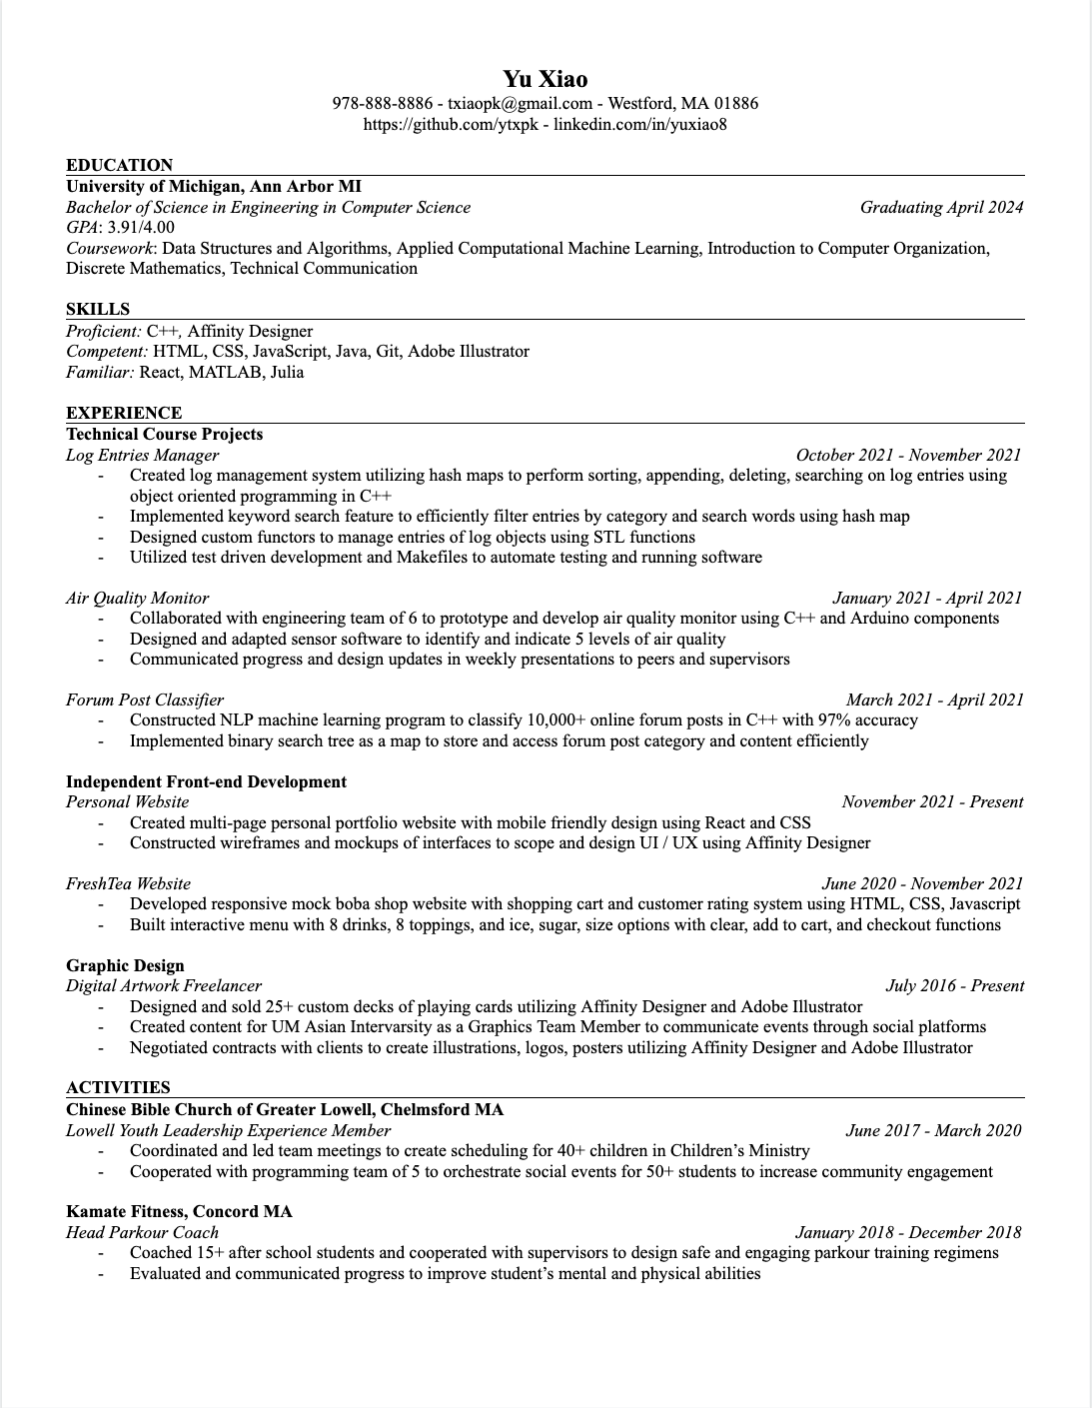 Yu Xiao
978-888-8886 - txiaopk@gmail.com - Westford, MA 01886
https://github.com/ytxpk - linkedin.com/in/yuxiao8
EDUCATION
University of Michigan, Ann Arbor MI
Bachelor of Science in Engineering in Computer Science Graduating April 2024
GPA: 3.91/4.00
Coursework: Data Structures and Algorithms, Applied Computational Machine Learning, Introduction to Computer Organization,
Discrete Mathematics, Technical Communication
SKILLS
Proficient: C++, Affinity Designer
Competent: HTML, CSS, JavaScript, Java, Git, Adobe Illustrator
Familiar: React, MATLAB, Julia
EXPERIENCE
Technical Course Projects
Log Entries Manager October 2021 - November 2021
- Created log management system utilizing hash maps to perform sorting, appending, deleting, searching on log entries using
object oriented programming in C++
- Implemented keyword search feature to efficiently filter entries by category and search words using hash map
- Designed custom functors to manage entries of log objects using STL functions
- Utilized test driven development and Makefiles to automate testing and running software
Air Quality Monitor January 2021 - April 2021
- Collaborated with engineering team of 6 to prototype and develop air quality monitor using C++ and Arduino components
- Designed and adapted sensor software to identify and indicate 5 levels of air quality
- Communicated progress and design updates in weekly presentations to peers and supervisors
Forum Post Classifier March 2021 - April 2021
- Constructed NLP machine learning program to classify 10,000+ online forum posts in C++ with 97% accuracy
- Implemented binary search tree as a map to store and access forum post category and content efficiently
Independent Front-end Development
Personal Website November 2021 - Present
- Created multi-page personal portfolio website with mobile friendly design using React and CSS
- Constructed wireframes and mockups of interfaces to scope and design UI / UX using Affinity Designer
FreshTea Website June 2020 - November 2021
- Developed responsive mock boba shop website with shopping cart and customer rating system using HTML, CSS, Javascript
- Built interactive menu with 8 drinks, 8 toppings, and ice, sugar, size options with clear, add to cart, and checkout functions
Graphic Design
Digital Artwork Freelancer July 2016 - Present
- Designed and sold 25+ custom decks of playing cards utilizing Affinity Designer and Adobe Illustrator
- Created content for UM Asian Intervarsity as a Graphics Team Member to communicate events through social platforms
- Negotiated contracts with clients to create illustrations, logos, posters utilizing Affinity Designer and Adobe Illustrator
ACTIVITIES
Chinese Bible Church of Greater Lowell, Chelmsford MA
Lowell Youth Leadership Experience Member June 2017 - March 2020
- Coordinated and led team meetings to create scheduling for 40+ children in Children's Ministry
- Cooperated with programming team of 5 to orchestrate social events for 50+ students to increase community engagement
Kamate Fitness, Concord MA
Head Parkour Coach January 2018 - December 2018
- Coached 15+ after school students and cooperated with supervisors to design safe and engaging parkour training regimens
- Evaluated and communicated progress to improve student's mental and physical abilities